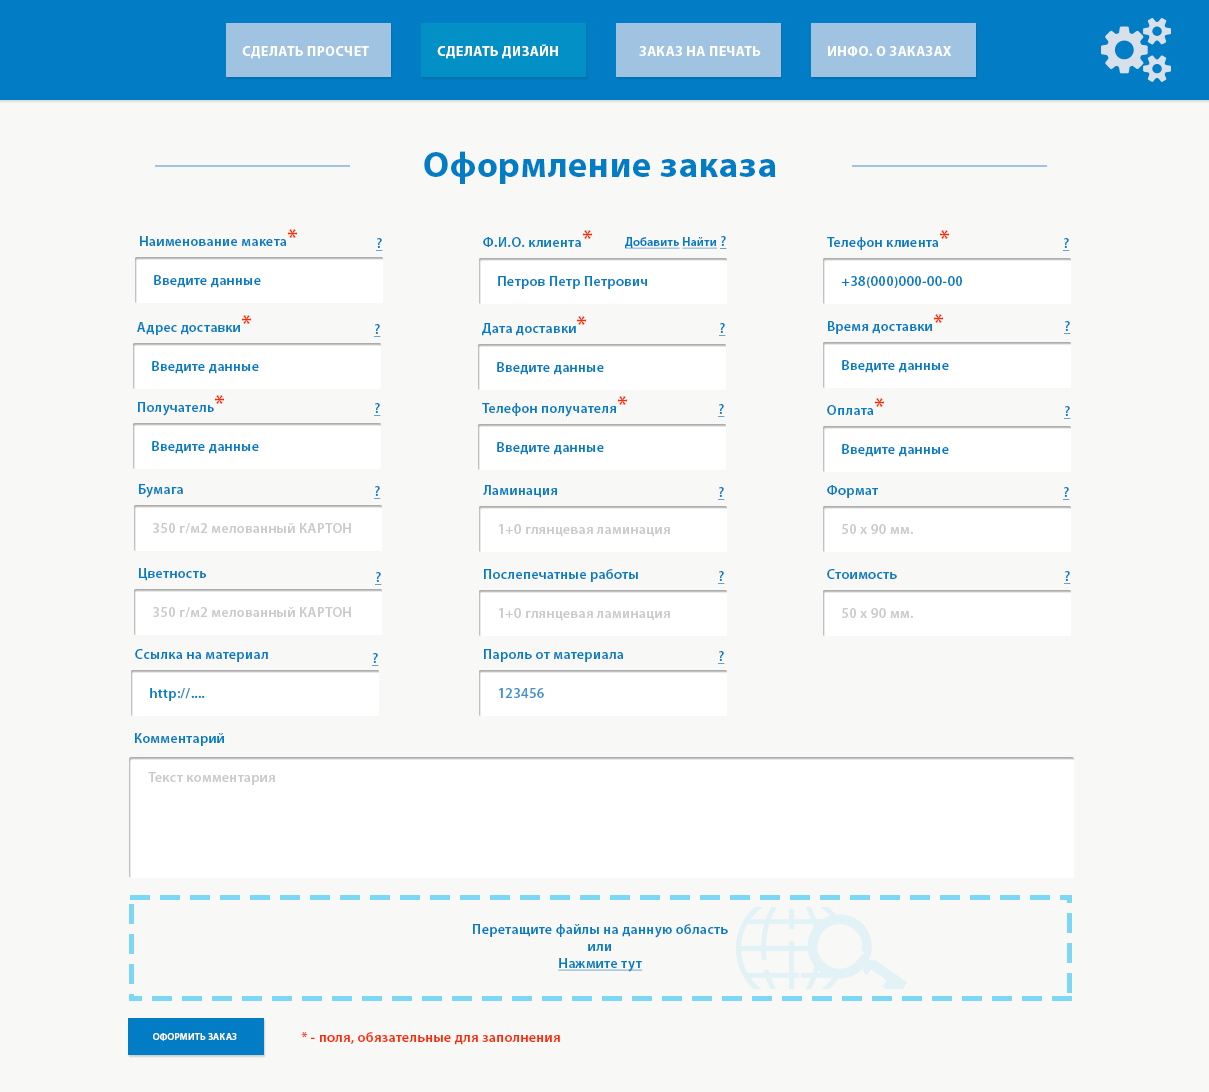 СДЕЛАТЬ ПРОСЧЕТ
СДЕЛАТЬ ДИЗАЙН
ЗАКАЗ НА ПЕЧАТЬ
ИНФО. О ЗАКАЗАХ
Оформление заказа
Наименование макета* ?
Ф.И.О. клиента* Добавить Найти ?
Телефон клиента* ?
Введите данные
Петров Петр Петрович
+38(000)000-00-00
Адрес доставки* ?
Дата доставки* ?
Время доставки* ?
Введите данные
Введите данные
Введите данные
Получатель* ?
Телефон получателя* ?
Оплата* ?
Введите данные
Введите данные
Введите данные
Бумага ?
Ламинация ?
Формат ?
350 г/м2 мелованный КАРТОН
1+0 глянцевая ламинация
50 х 90 мм.
Цветность ?
Послепечатные работы ?
Стоимость ?
350 г/м2 мелованный КАРТОН
1+0 глянцевая ламинация
50 х 90 мм.
Ссылка на материал ?
Пароль от материала ?
http://....
123456
Комментарий
Текст комментария
Перетащите файлы на данную область
или
Нажмите тут
ОФОРМИТЬ ЗАКАЗ
* - поля, обязательные для заполнения